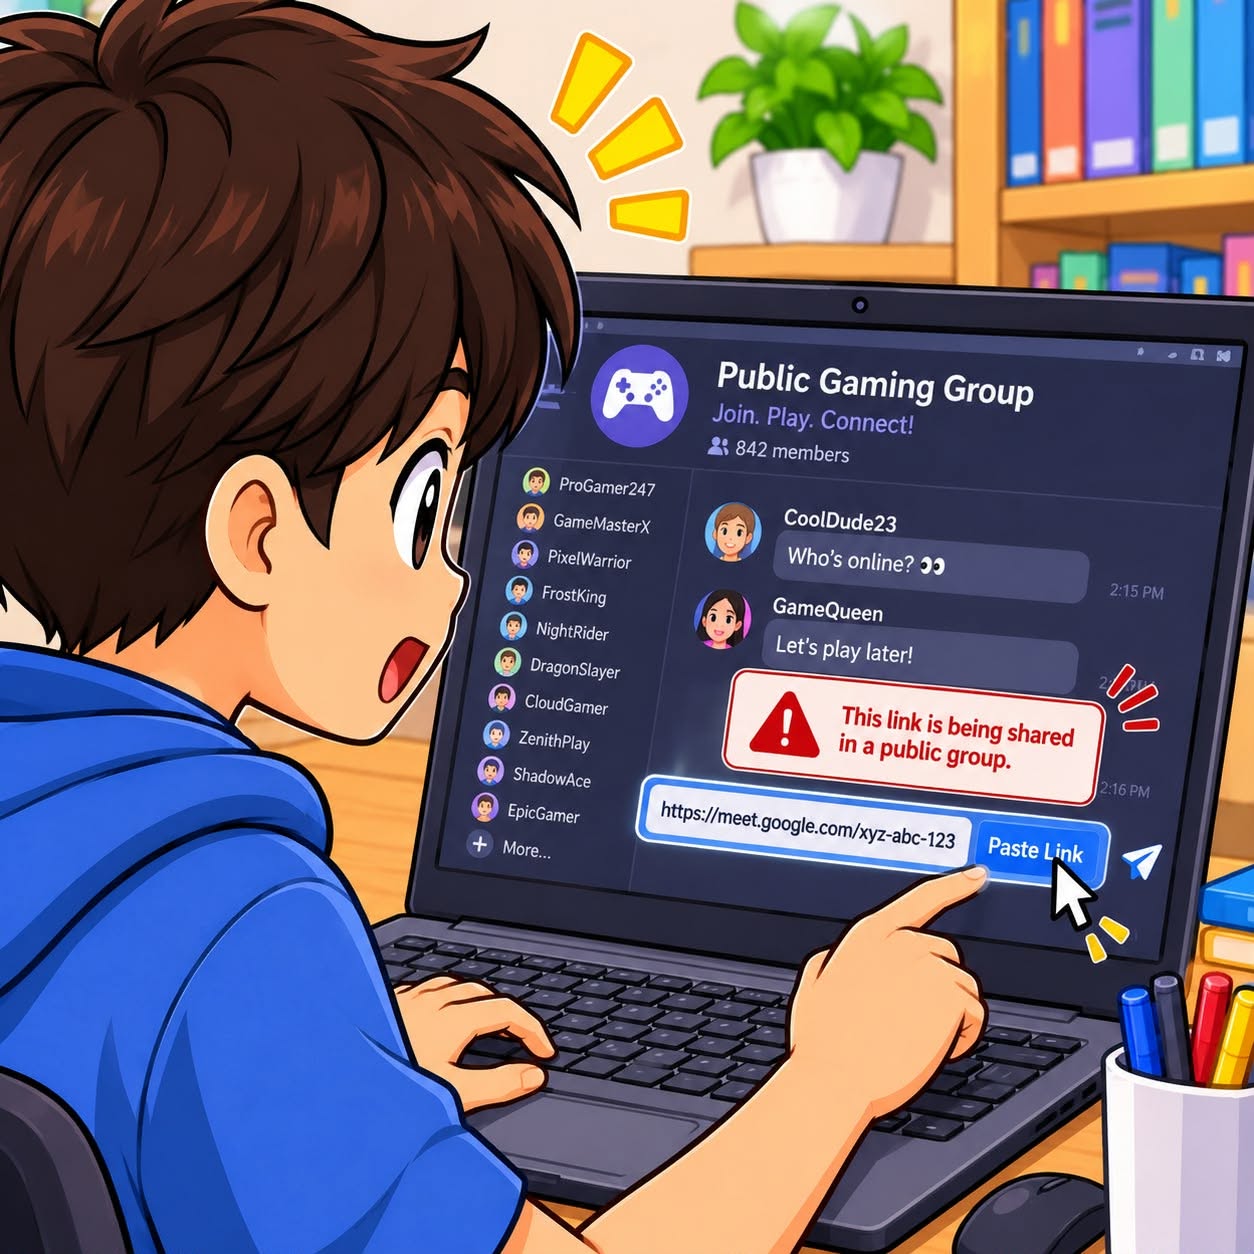 Public Gaming Group
Join. Play. Connect!
842 members
ProGamer247
GameMasterX
PixelWarrior
FrostKing
NightRider
DragonSlayer
CloudGamer
ZenithPlay
ShadowAce
EpicGamer
More...
CoolDude23
Who's online? 👀
2:15 PM
GameQueen
Let's play later!
This link is being shared
in a public group.
2:16 PM
https://meet.google.com/xyz-abc-123
Paste Link